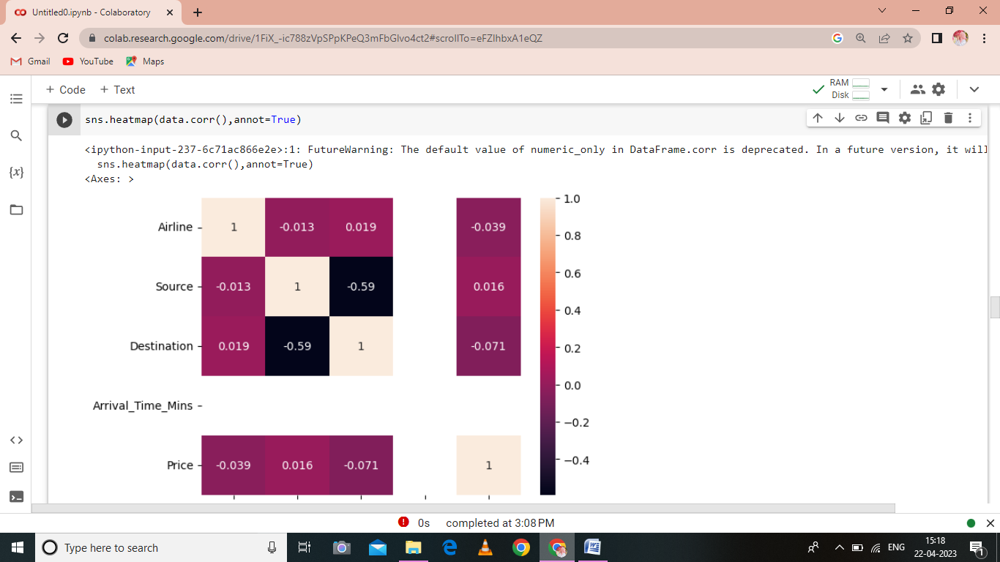 Untitled0.ipynb - Colaboratory
colab.research.google.com/drive/1FiX_-ic788zVpSPpKPeQ3mFbGlvo4ct2#scrollTo=eFZlhbxA1eQZ
Gmail YouTube Maps
+ Code + Text RAM
Disk
sns.heatmap(data.corr(),annot=True)
<ipython-input-237-6c71ac866e2e>:1: FutureWarning: The default value of numeric_only in DataFrame.corr is deprecated. In a future version, it will
sns.heatmap(data.corr(),annot=True)
<Axes: >
1.0
Airline 1 -0.013 0.019 -0.039
0.8
0.6
Source -0.013 1 -0.59 0.016
0.4
Destination 0.019 -0.59 1 -0.071
0.2
0.0
Arrival_Time_Mins
−0.2
Price -0.039 0.016 -0.071 1
−0.4
{x}
0s completed at 3:08 PM
Type here to search
ENG
15:18
22-04-2023
1